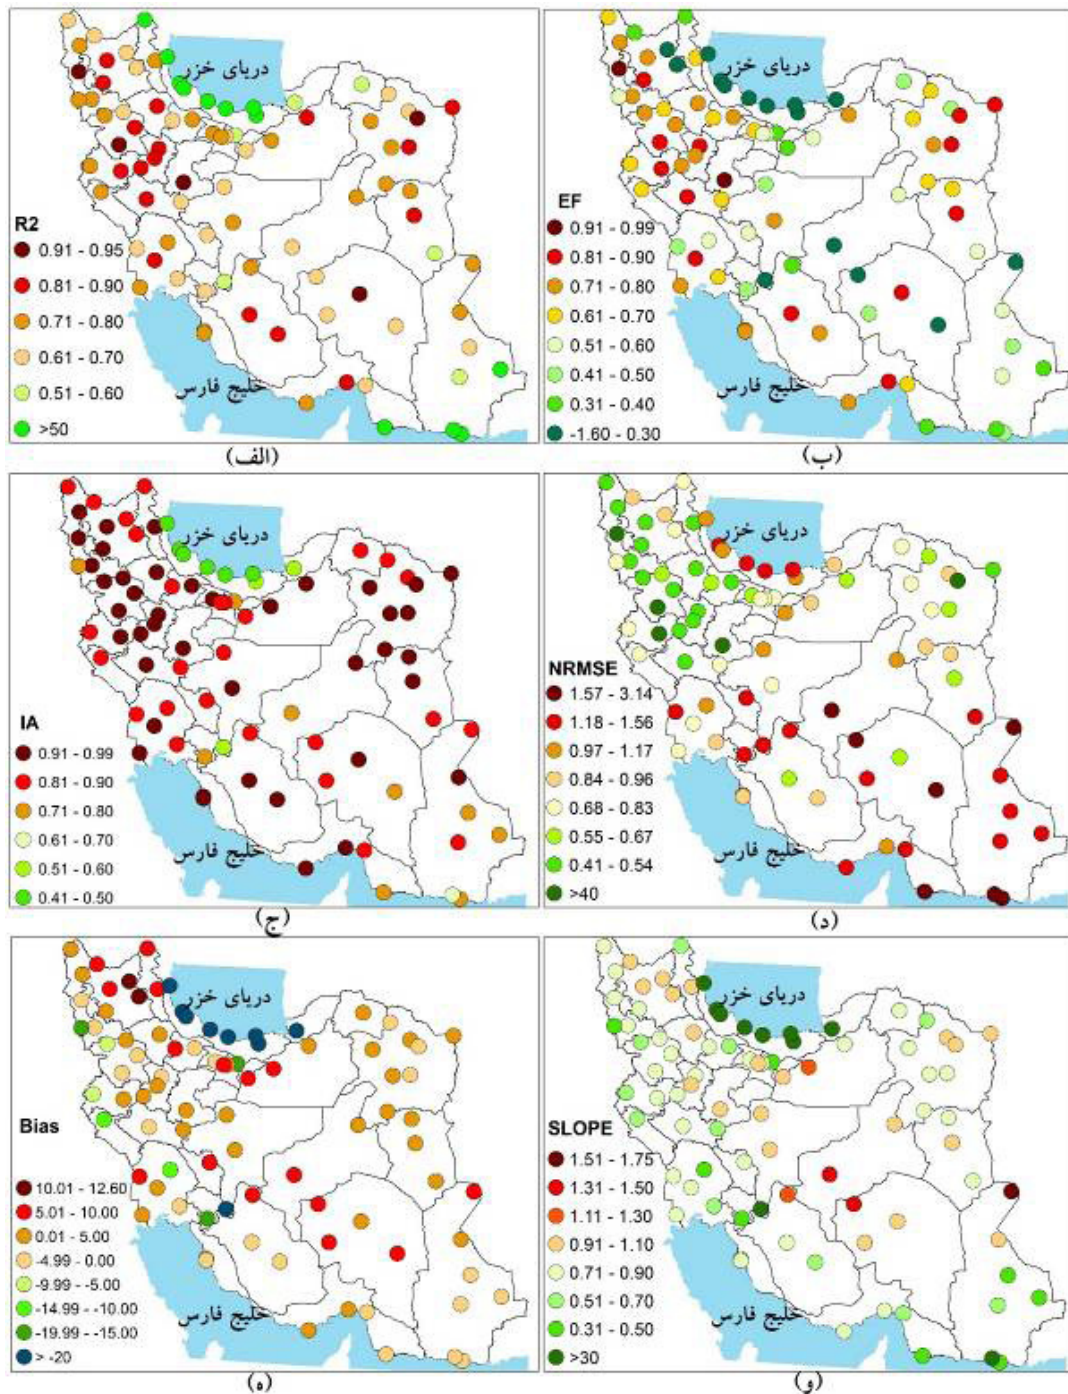 دریای خزر
R2
0.91 - 0.95
0.81 - 0.90
0.71 - 0.80
0.61 - 0.70
0.51 - 0.60
>50
خلیج فارس
(الف)
دریای خزر
EF
0.91 - 0.99
0.81 - 0.90
0.71 - 0.80
0.61 - 0.70
0.51 - 0.60
0.41 - 0.50
0.31 - 0.40
-1.60 - 0.30
خلیج فارس
(ب)
دریای خزر
IA
0.91 - 0.99
0.81 - 0.90
0.71 - 0.80
0.61 - 0.70
0.51 - 0.60
0.41 - 0.50
خلیج فارس
(ج)
دریای خزر
NRMSE
1.57 - 3.14
1.18 - 1.56
0.97 - 1.17
0.84 - 0.96
0.68 - 0.83
0.55 - 0.67
0.41 - 0.54
>40
خلیج فارس
(د)
دریای خزر
Bias
10.01 - 12.60
5.01 - 10.00
0.01 - 5.00
-4.99 - 0.00
-9.99 - -5.00
-14.99 - -10.00
-19.99 - -15.00
> -20
خلیج فارس
(ه)
دریای خزر
SLOPE
1.51 - 1.75
1.31 - 1.50
1.11 - 1.30
0.91 - 1.10
0.71 - 0.90
0.51 - 0.70
0.31 - 0.50
>30
خلیج فارس
(و)